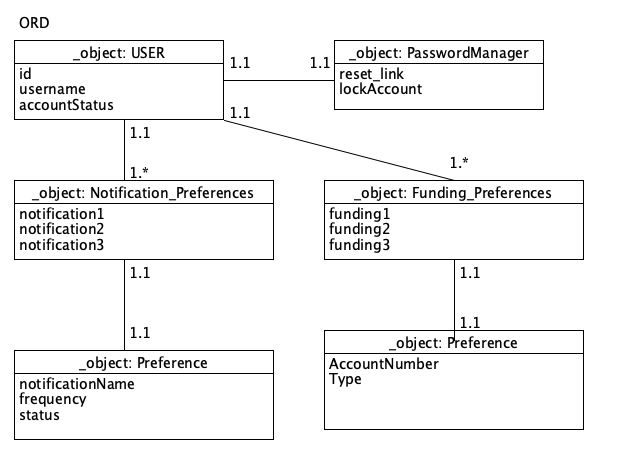 ORD
_object: USER
id
username
accountStatus
1.1
1.1
_object: PasswordManager
reset_link
lockAccount
1.1
1.1
1.*
1.*
_object: Notification_Preferences
notification1
notification2
notification3
_object: Funding_Preferences
funding1
funding2
funding3
1.1
1.1
1.1
1.1
_object: Preference
notificationName
frequency
status
_object: Preference
AccountNumber
Type